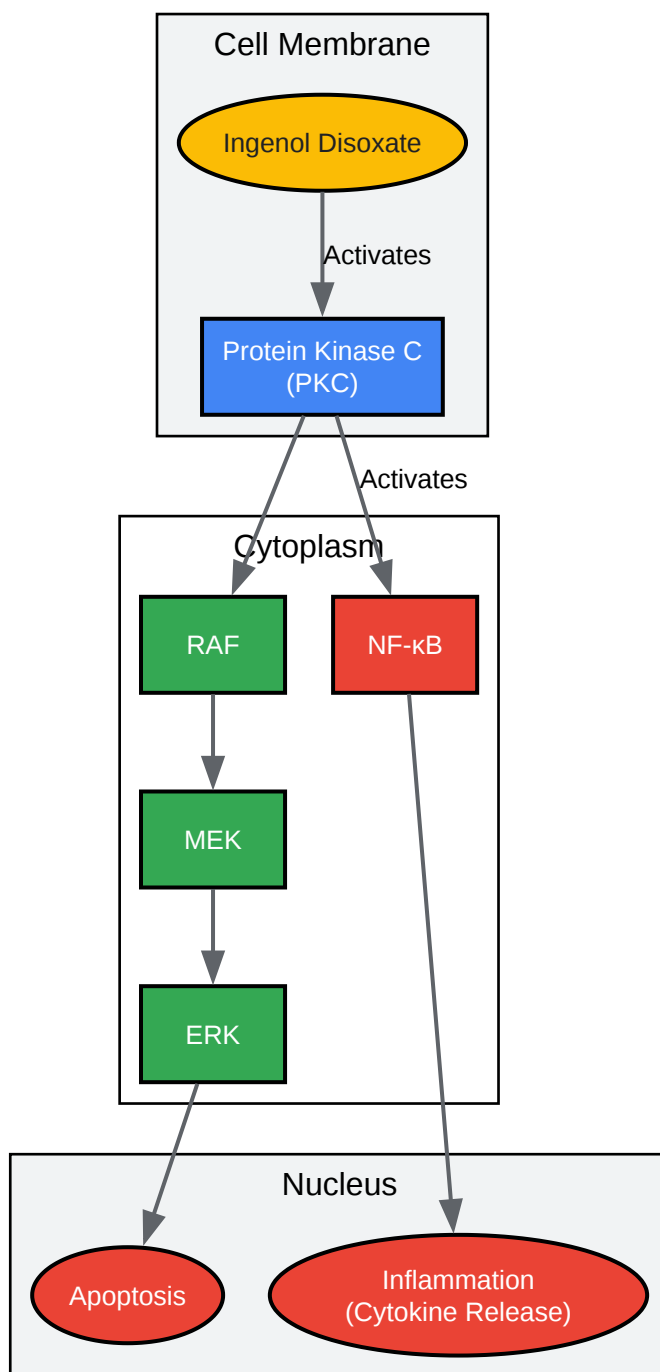 Cell Membrane
Ingenol Disoxate
Activates
Protein Kinase C
(PKC)
Activates
Cytoplasm
RAF
NF-κB
MEK
ERK
Nucleus
Apoptosis
Inflammation
(Cytokine Release)